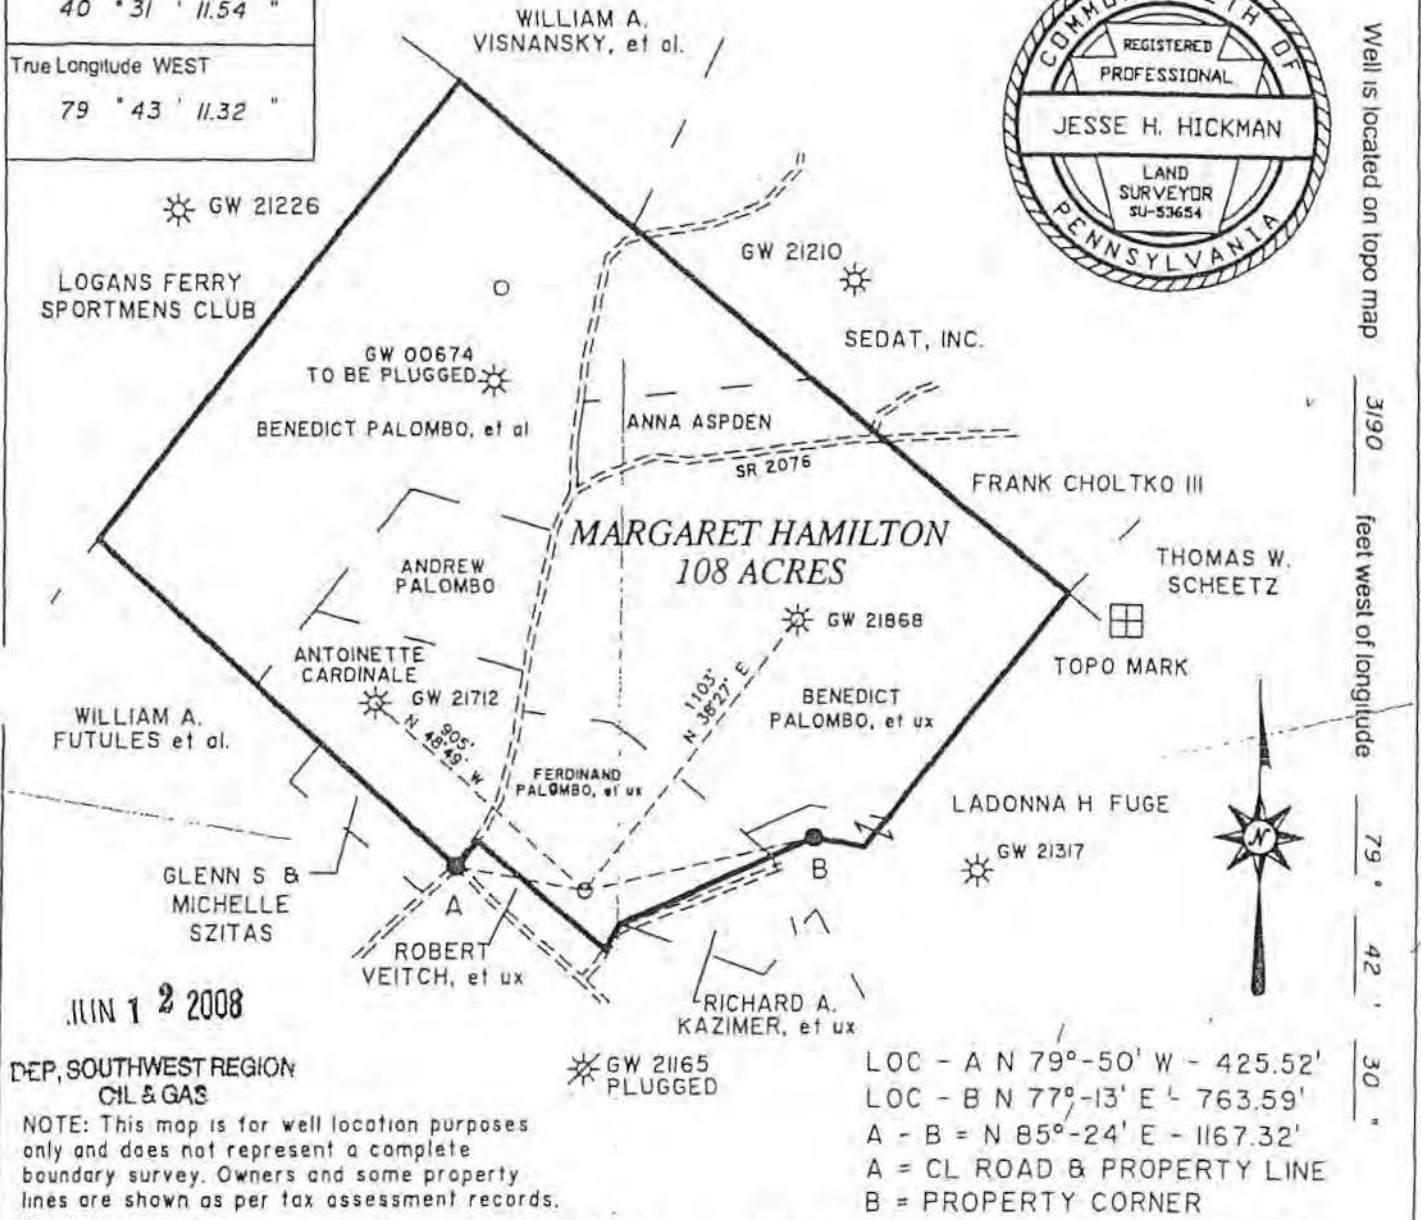 40 ° 31 ' 11.54 "
True Longitude WEST
79 ° 43 ' 11.32 "
WILLIAM A.
VISNANSKY, et al.
COMMONWEALTH OF
REGISTERED
PROFESSIONAL
JESSE H. HICKMAN
LAND
SURVEYOR
SU-53654
PENNSYLVANIA
Well is located on topo map 3190 feet west of longitude 79 ° 42 ' 30 "
GW 21226
LOGANS FERRY
SPORTMENS CLUB
GW 21210
SEDAT, INC.
GW 00674
TO BE PLUGGED
BENEDICT PALOMBO, et al
ANNA ASPDEN
SR 2076
FRANK CHOLTKO III
MARGARET HAMILTON
108 ACRES
THOMAS W.
SCHEETZ
ANDREW
PALOMBO
GW 21868
TOPO MARK
ANTOINETTE
CARDINALE
GW 21712
1103'
N 38°27' E
BENEDICT
PALOMBO, et ux
WILLIAM A.
FUTULES et al.
905'
N 48°49' W
FERDINAND
PALOMBO, et ux
LADONNA H FUGE
GW 21317
N
GLENN S &
MICHELLE
SZITAS
A
B
ROBERT
VEITCH, et ux
RICHARD A.
KAZIMER, et ux
JUN 12 2008
DEP, SOUTHWEST REGION
OIL & GAS
GW 21165
PLUGGED
NOTE: This map is for well location purposes
only and does not represent a complete
boundary survey. Owners and some property
lines are shown as per tax assessment records.
LOC - A N 79°-50' W - 425.52'
LOC - B N 77°-13' E - 763.59'
A - B = N 85°-24' E - 1167.32'
A = CL ROAD & PROPERTY LINE
B = PROPERTY CORNER